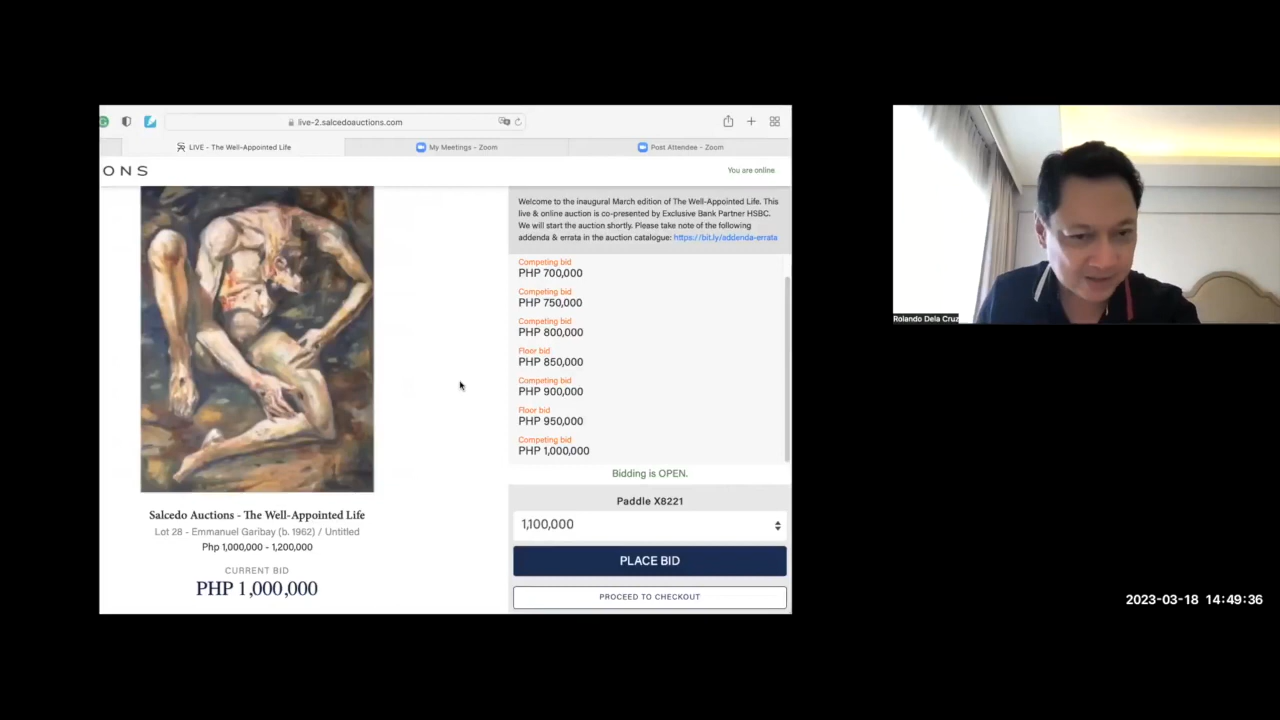 live-2.salcedoauctions.com
LIVE - The Well-Appointed Life
My Meetings - Zoom
Post Attendee - Zoom
ONS
You are online
Welcome to the inaugural March edition of The Well-Appointed Life. This
live & online auction is co-presented by Exclusive Bank Partner HSBC.
We will start the auction shortly. Please take note of the following
addenda & errata in the auction catalogue: https://bit.ly/addenda-errata
Competing bid
PHP 700,000
Competing bid
PHP 750,000
Competing bid
PHP 800,000
Floor bid
PHP 850,000
Competing bid
PHP 900,000
Floor bid
PHP 950,000
Competing bid
PHP 1,000,000
Bidding is OPEN.
Paddle X8221
1,100,000
PLACE BID
PROCEED TO CHECKOUT
Salcedo Auctions - The Well-Appointed Life
Lot 28 - Emmanuel Garibay (b. 1962) / Untitled
Php 1,000,000 - 1,200,000
CURRENT BID
PHP 1,000,000
Rolando Dela Cruz
2023-03-18 14:49:36